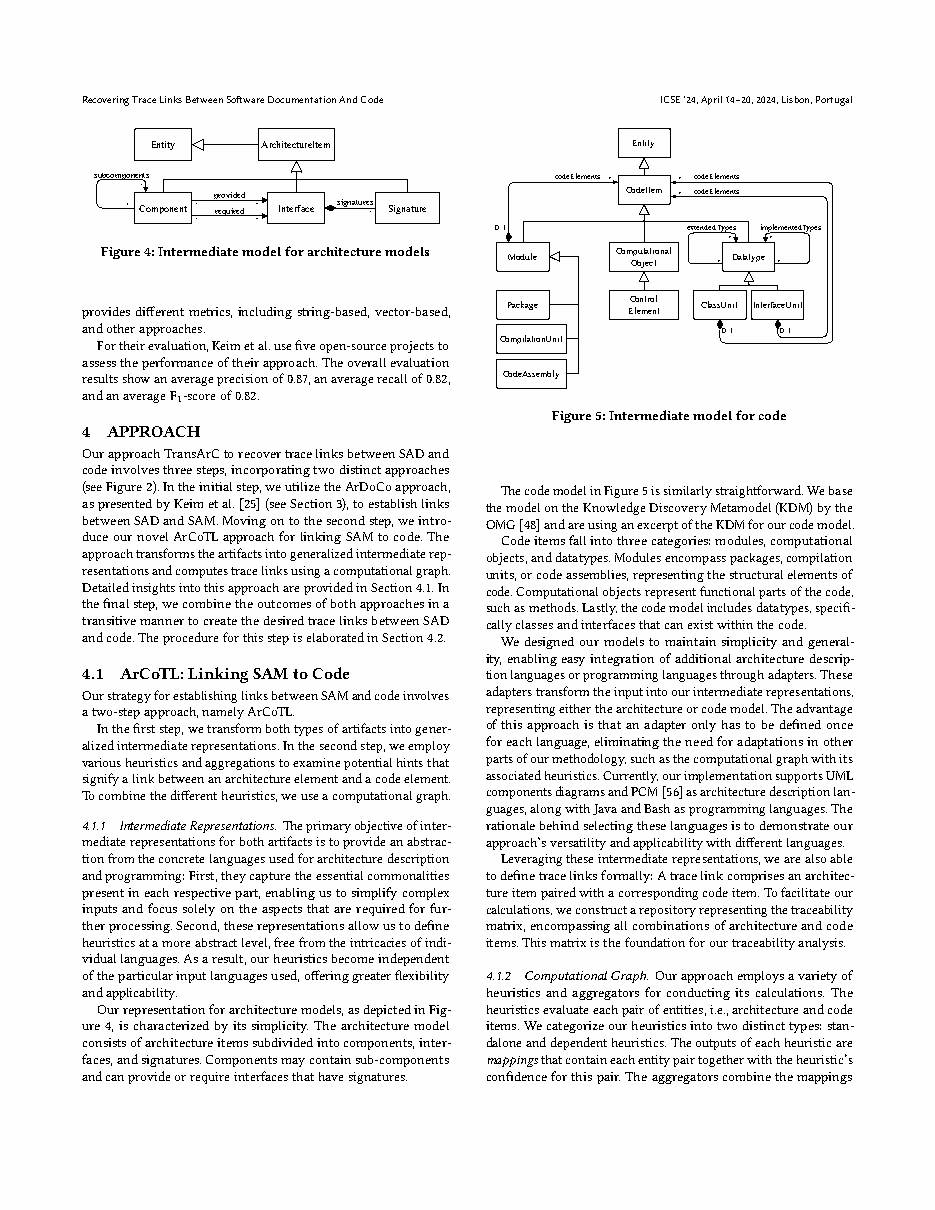 Recovering Trace Links Between Software Documentation And Code
ICSE '24, April 14–20, 2024, Lisbon, Portugal
Entity
ArchitectureItem
subcomponents
Component
provided
required
Interface
signatures
Signature
Figure 4: Intermediate model for architecture models
provides different metrics, including string-based, vector-based,
and other approaches.
For their evaluation, Keim et al. use five open-source projects to
assess the performance of their approach. The overall evaluation
results show an average precision of 0.87, an average recall of 0.82,
and an average F1-score of 0.82.
4 APPROACH
Our approach TransArC to recover trace links between SAD and
code involves three steps, incorporating two distinct approaches
(see Figure 2). In the initial step, we utilize the ArDoCo approach,
as presented by Keim et al. [25] (see Section 3), to establish links
between SAD and SAM. Moving on to the second step, we intro-
duce our novel ArCoTL approach for linking SAM to code. The
approach transforms the artifacts into generalized intermediate rep-
resentations and computes trace links using a computational graph.
Detailed insights into this approach are provided in Section 4.1. In
the final step, we combine the outcomes of both approaches in a
transitive manner to create the desired trace links between SAD
and code. The procedure for this step is elaborated in Section 4.2.
4.1 ArCoTL: Linking SAM to Code
Our strategy for establishing links between SAM and code involves
a two-step approach, namely ArCoTL.
In the first step, we transform both types of artifacts into gener-
alized intermediate representations. In the second step, we employ
various heuristics and aggregations to examine potential hints that
signify a link between an architecture element and a code element.
To combine the different heuristics, we use a computational graph.
4.1.1 Intermediate Representations. The primary objective of inter-
mediate representations for both artifacts is to provide an abstrac-
tion from the concrete languages used for architecture description
and programming: First, they capture the essential commonalities
present in each respective part, enabling us to simplify complex
inputs and focus solely on the aspects that are required for fur-
ther processing. Second, these representations allow us to define
heuristics at a more abstract level, free from the intricacies of indi-
vidual languages. As a result, our heuristics become independent
of the particular input languages used, offering greater flexibility
and applicability.
Our representation for architecture models, as depicted in Fig-
ure 4, is characterized by its simplicity. The architecture model
consists of architecture items subdivided into components, inter-
faces, and signatures. Components may contain sub-components
and can provide or require interfaces that have signatures.
Entity
codeElements
CodeItem
codeElements
codeElements
0..1
extendedTypes
implementedTypes
Module
Computational
Object
Datatype
Package
Control
Element
ClassUnit
InterfaceUnit
0..1
0..1
CompilationUnit
CodeAssembly
Figure 5: Intermediate model for code
The code model in Figure 5 is similarly straightforward. We base
the model on the Knowledge Discovery Metamodel (KDM) by the
OMG [48] and are using an excerpt of the KDM for our code model.
Code items fall into three categories: modules, computational
objects, and datatypes. Modules encompass packages, compilation
units, or code assemblies, representing the structural elements of
code. Computational objects represent functional parts of the code,
such as methods. Lastly, the code model includes datatypes, specifi-
cally classes and interfaces that can exist within the code.
We designed our models to maintain simplicity and general-
ity, enabling easy integration of additional architecture descrip-
tion languages or programming languages through adapters. These
adapters transform the input into our intermediate representations,
representing either the architecture or code model. The advantage
of this approach is that an adapter only has to be defined once
for each language, eliminating the need for adaptations in other
parts of our methodology, such as the computational graph with its
associated heuristics. Currently, our implementation supports UML
components diagrams and PCM [56] as architecture description lan-
guages, along with Java and Bash as programming languages. The
rationale behind selecting these languages is to demonstrate our
approach's versatility and applicability with different languages.
Leveraging these intermediate representations, we are also able
to define trace links formally: A trace link comprises an architec-
ture item paired with a corresponding code item. To facilitate our
calculations, we construct a repository representing the traceability
matrix, encompassing all combinations of architecture and code
items. This matrix is the foundation for our traceability analysis.
4.1.2 Computational Graph. Our approach employs a variety of
heuristics and aggregators for conducting its calculations. The
heuristics evaluate each pair of entities, i.e., architecture and code
items. We categorize our heuristics into two distinct types: stan-
dalone and dependent heuristics. The outputs of each heuristic are
mappings that contain each entity pair together with the heuristic's
confidence for this pair. The aggregators combine the mappings